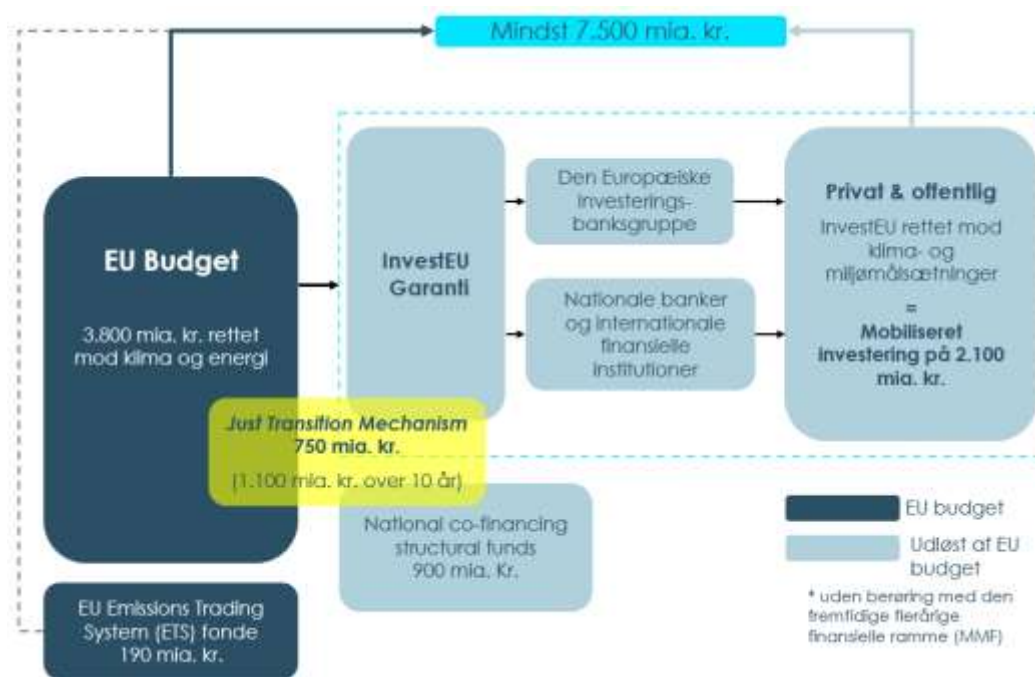 Mindst 7.500 mia. kr.
EU Budget
3.800 mia. kr. rettet
mod klima og energi
InvestEU
Garanti
Den Europæiske
Investerings-
banksgruppe
Nationale banker
og internationale
finansielle
institutioner
Privat & offentlig
InvestEU rettet mod
klima- og
miljømålsætninger
=
Mobiliseret
investering på 2.100
mia. kr.
Just Transition Mechanism
750 mia. kr.
(1.100 mia. kr. over 10 år)
National co-financing
structural funds
900 mia. Kr.
EU Emissions Trading
System (ETS) fonde
190 mia. kr.
EU budget
Udløst af EU
budget
* uden berøring med den
fremtidige flerårige
finansielle ramme (MMF)